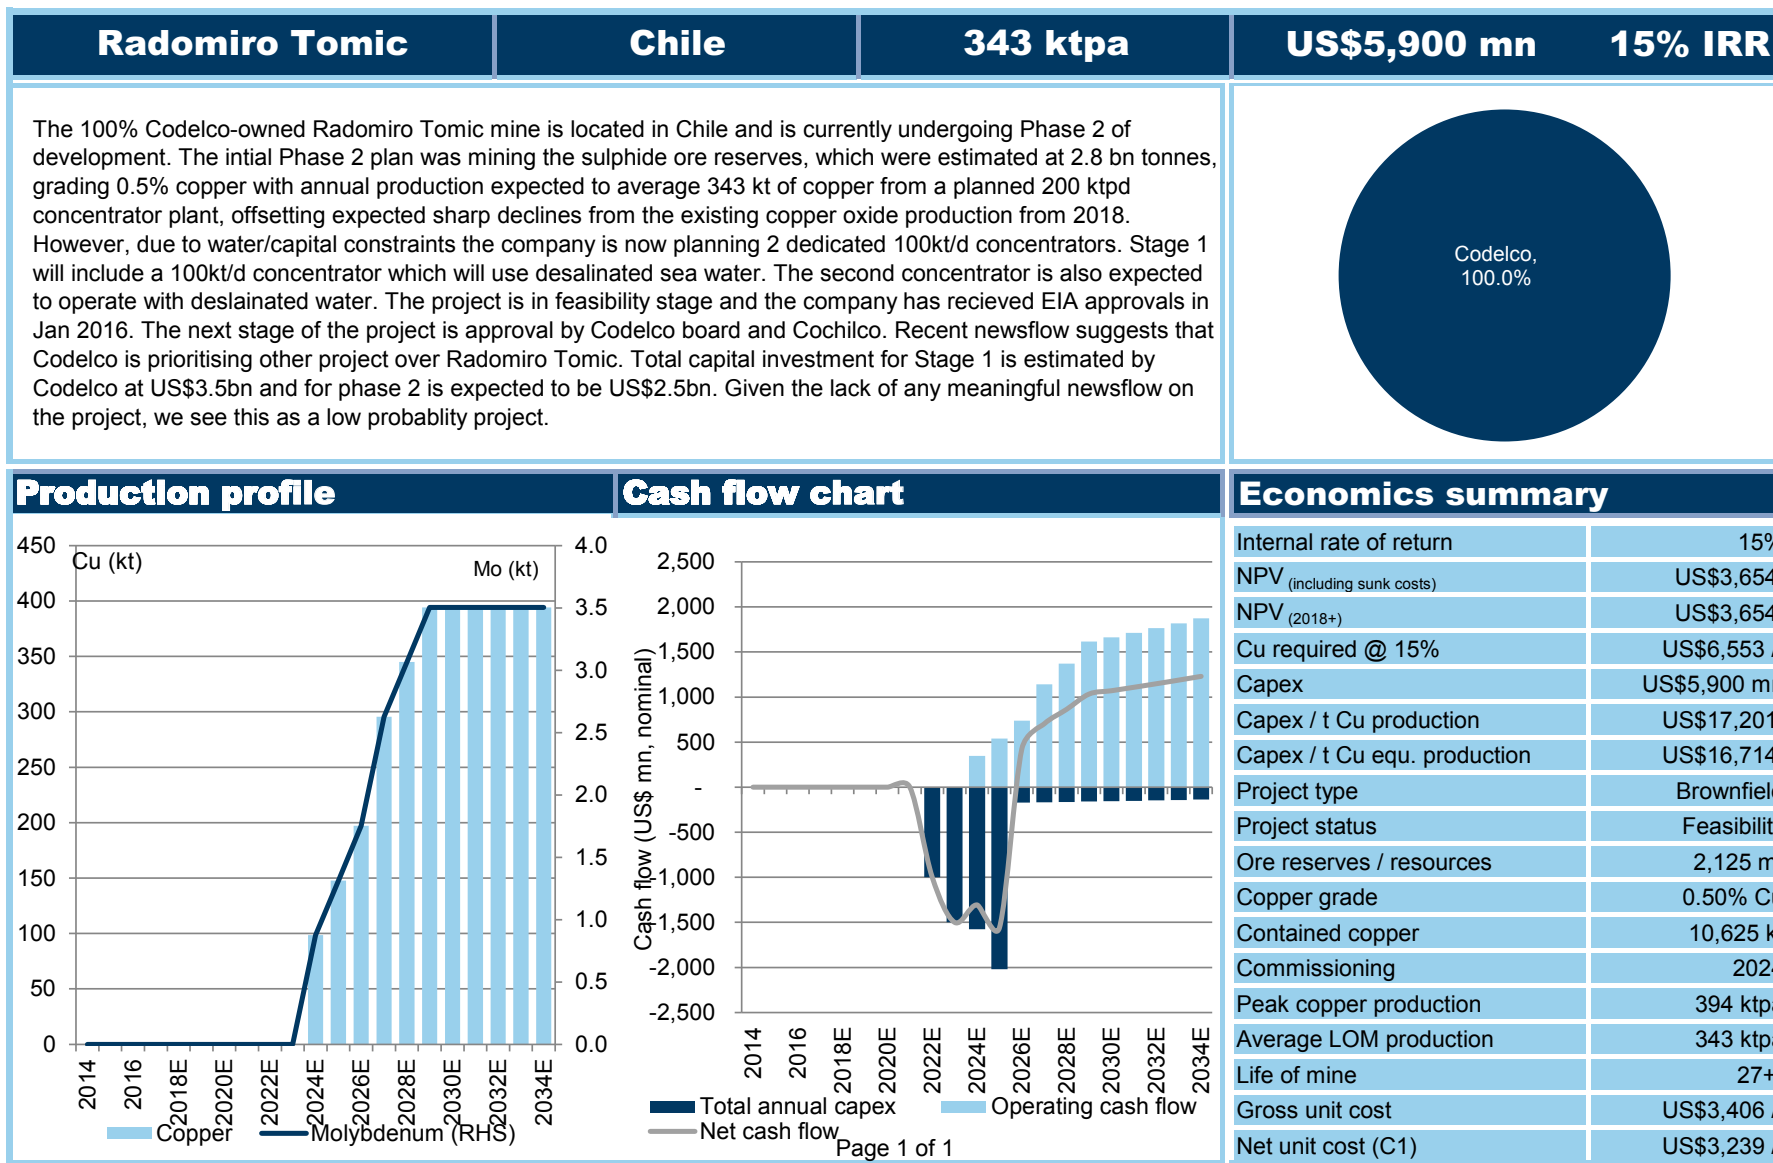 Radomiro Tomic Chile 343 ktpa US$5,900 mn 15% IRR
The 100% Codelco-owned Radomiro Tomic mine is located in Chile and is currently undergoing Phase 2 of
development. The intial Phase 2 plan was mining the sulphide ore reserves, which were estimated at 2.8 bn tonnes,
grading 0.5% copper with annual production expected to average 343 kt of copper from a planned 200 ktpd
concentrator plant, offsetting expected sharp declines from the existing copper oxide production from 2018.
However, due to water/capital constraints the company is now planning 2 dedicated 100kt/d concentrators. Stage 1
will include a 100kt/d concentrator which will use desalinated sea water. The second concentrator is also expected
to operate with deslainated water. The project is in feasibility stage and the company has recieved EIA approvals in
Jan 2016. The next stage of the project is approval by Codelco board and Cochilco. Recent newsflow suggests that
Codelco is prioritising other project over Radomiro Tomic. Total capital investment for Stage 1 is estimated by
Codelco at US$3.5bn and for phase 2 is expected to be US$2.5bn. Given the lack of any meaningful newsflow on
the project, we see this as a low probablity project.
Codelco,
100.0%
Production profile
Cu (kt)
Mo (kt)
450
400
350
300
250
200
150
100
50
0
4.0
3.5
3.0
2.5
2.0
1.5
1.0
0.5
0.0
2014 2016 2018E 2020E 2022E 2024E 2026E 2028E 2030E 2032E 2034E
Copper Molybdenum (RHS)
Cash flow chart
Cash flow (US$ mn, nominal)
2,500
2,000
1,500
1,000
500
-
-500
-1,000
-1,500
-2,000
-2,500
2014 2016 2018E 2020E 2022E 2024E 2026E 2028E 2030E 2032E 2034E
Total annual capex Operating cash flow
Net cash flow
Page 1 of 1
Economics summary
Internal rate of return 15%
NPV (including sunk costs) US$3,654
NPV (2018+) US$3,654
Cu required @ 15% US$6,553 /
Capex US$5,900 m
Capex / t Cu production US$17,201
Capex / t Cu equ. production US$16,714
Project type Brownfiel
Project status Feasibilit
Ore reserves / resources 2,125 m
Copper grade 0.50% C
Contained copper 10,625 k
Commissioning 2024
Peak copper production 394 ktp
Average LOM production 343 ktp
Life of mine 27+
Gross unit cost US$3,406 /
Net unit cost (C1) US$3,239 /